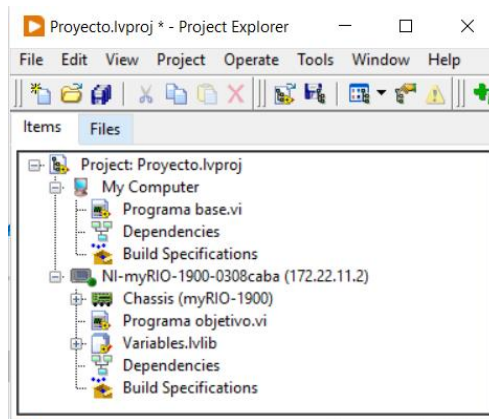 Proyecto.lvproj * - Project Explorer
File Edit View Project Operate Tools Window Help
Items Files
Project: Proyecto.lvproj
My Computer
Programa base.vi
Dependencies
Build Specifications
NI-myRIO-1900-0308caba (172.22.11.2)
Chassis (myRIO-1900)
Programa objetivo.vi
Variables.lvlib
Dependencies
Build Specifications